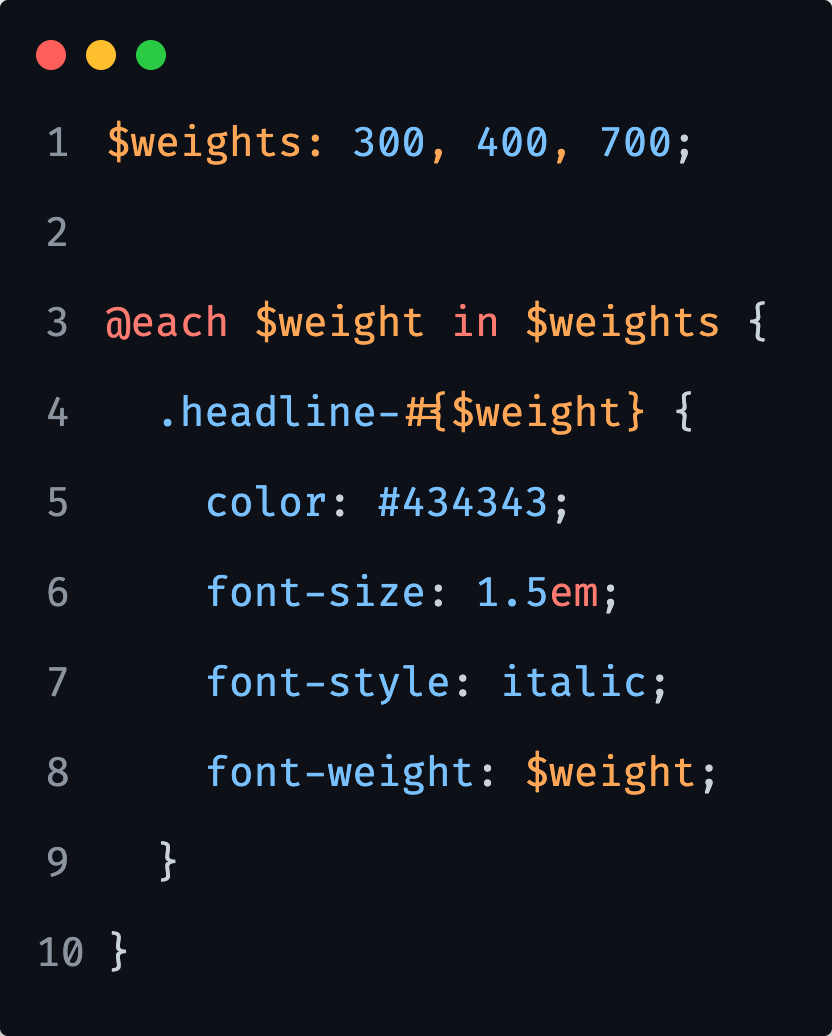 1 $weights: 300, 400, 700;
2
3 @each $weight in $weights {
4   .headline-#{$weight} {
5     color: #434343;
6     font-size: 1.5em;
7     font-style: italic;
8     font-weight: $weight;
9   }
10 }